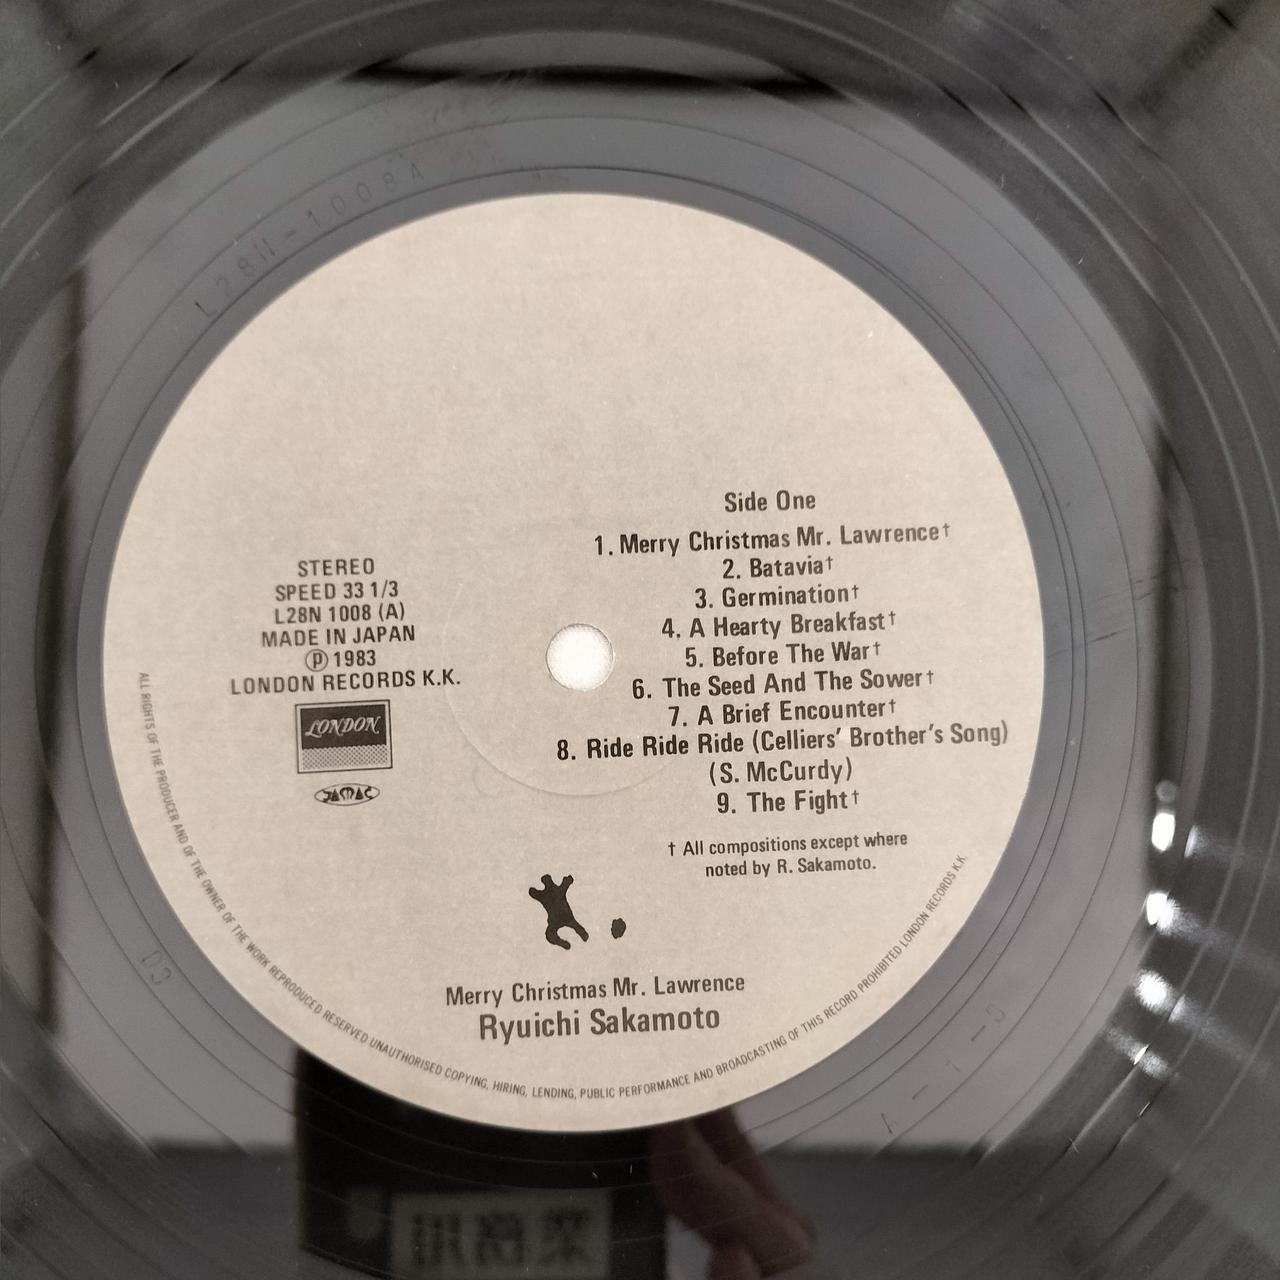 L28N-1008A
STEREO
SPEED 33 1/3
L28N 1008 (A)
MADE IN JAPAN
Ⓟ 1983
LONDON RECORDS K.K.
LONDON
Side One
1. Merry Christmas Mr. Lawrence†
2. Batavia†
3. Germination†
4. A Hearty Breakfast†
5. Before The War†
6. The Seed And The Sower†
7. A Brief Encounter†
8. Ride Ride Ride (Celliers' Brother's Song)
(S. McCurdy)
9. The Fight†
† All compositions except where
noted by R. Sakamoto.
Merry Christmas Mr. Lawrence
Ryuichi Sakamoto
ALL RIGHTS OF THE PRODUCER AND OF THE OWNER OF THE WORK REPRODUCED RESERVED UNAUTHORISED COPYING, HIRING, LENDING, PUBLIC PERFORMANCE AND BROADCASTING OF THIS RECORD PROHIBITED LONDON RECORDS K.K.